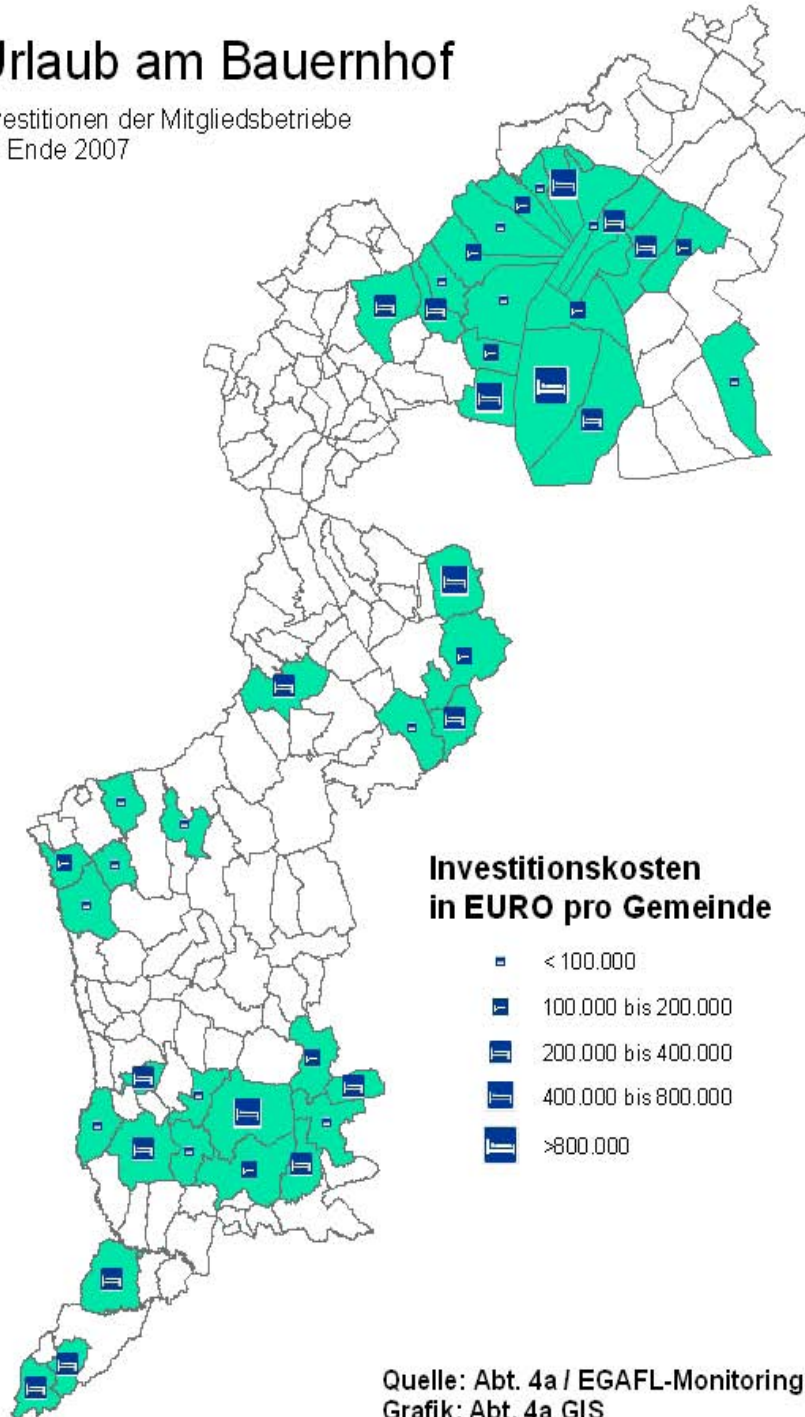 Urlaub am Bauernhof
estitionen der Mitgliedsbetriebe
Ende 2007
Investitionskosten
in EURO pro Gemeinde
< 100.000
100.000 bis 200.000
200.000 bis 400.000
400.000 bis 800.000
>800.000
Quelle: Abt. 4a / EGAFL-Monitoring
Grafik: Abt. 4a GIS